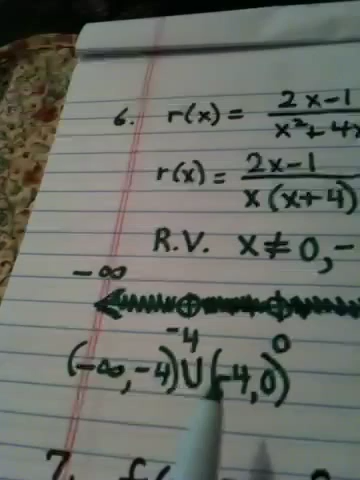 6. r(x) = 2x-1 / x²+4x
r(x) = 2x-1 / x(x+4)
R.V. x ≠ 0, -
-∞
-4 0
(-∞, -4) U (-4, 0)
7. f(